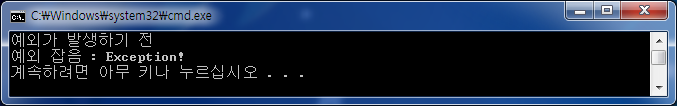 C:₩Windows₩system32₩cmd.exe
예외가 발생하기 전
예외 잡음 : Exception!
계속하려면 아무 키나 누르십시오 . . .